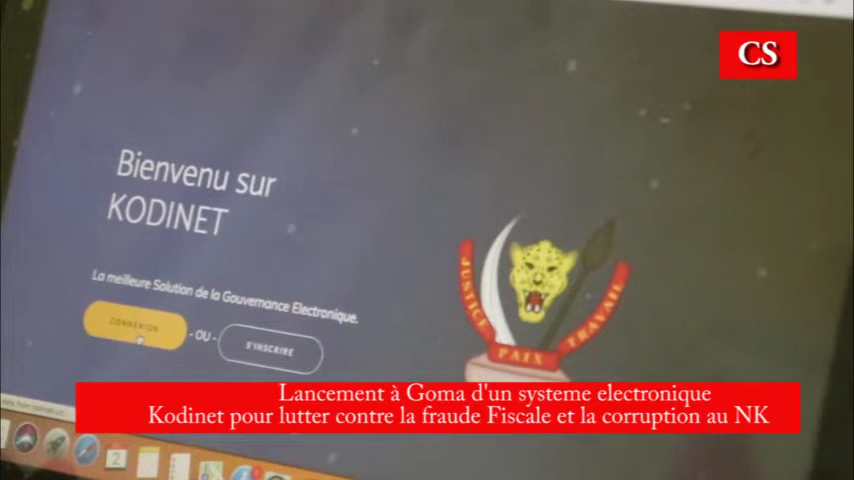 CS
Bienvenu sur
KODINET
La meilleure Solution de la Gouvernance Electronique.
CONNEXION
- OU -
S'INSCRIRE
JUSTICE
PAIX
TRAVAIL
Lancement à Goma d'un systeme electronique
Kodinet pour lutter contre la fraude Fiscale et la corruption au NK
2